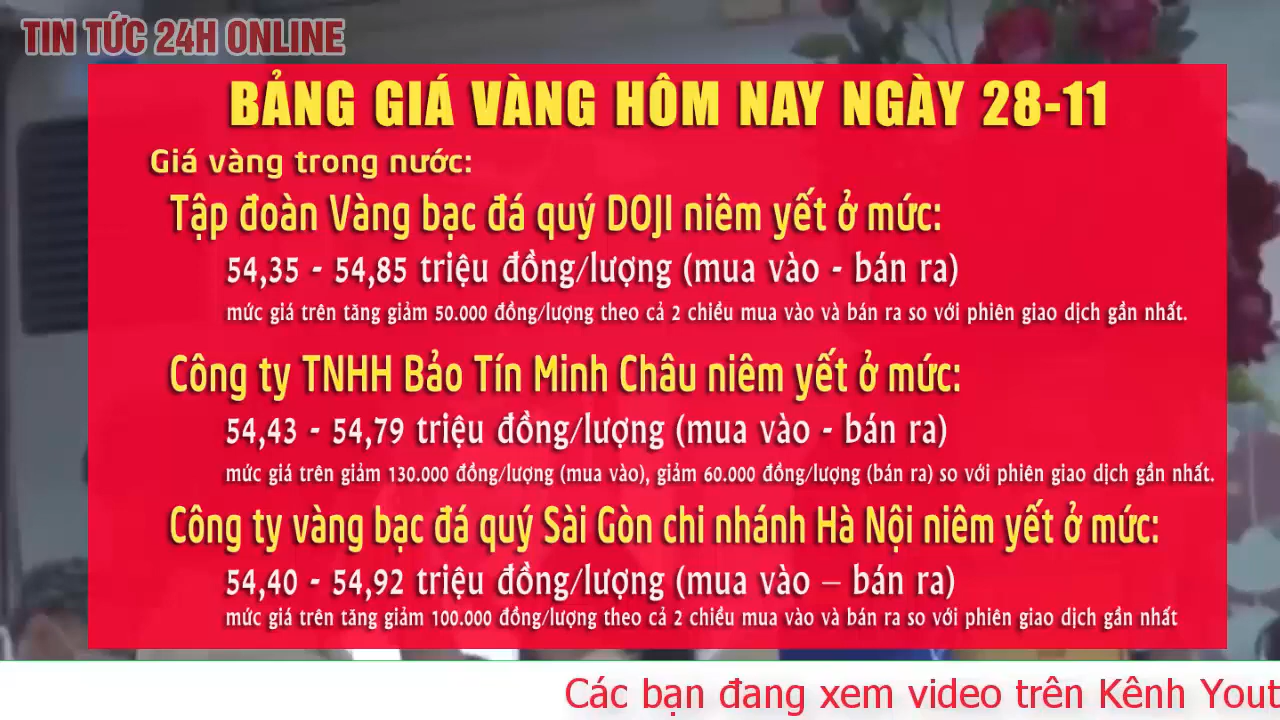 TIN TỨC 24H ONLINE
BẢNG GIÁ VÀNG HÔM NAY NGÀY 28-11
Giá vàng trong nước:
Tập đoàn Vàng bạc đá quý DOJI niêm yết ở mức:
54,35 - 54,85 triệu đồng/lượng (mua vào - bán ra)
mức giá trên tăng giảm 50.000 đồng/lượng theo cả 2 chiều mua vào và bán ra so với phiên giao dịch gần nhất.
Công ty TNHH Bảo Tín Minh Châu niêm yết ở mức:
54,43 - 54,79 triệu đồng/lượng (mua vào - bán ra)
mức giá trên giảm 130.000 đồng/lượng (mua vào), giảm 60.000 đồng/lượng (bán ra) so với phiên giao dịch gần nhất.
Công ty vàng bạc đá quý Sài Gòn chi nhánh Hà Nội niêm yết ở mức:
54,40 - 54,92 triệu đồng/lượng (mua vào – bán ra)
mức giá trên tăng giảm 100.000 đồng/lượng theo cả 2 chiều mua vào và bán ra so với phiên giao dịch gần nhất
Các bạn đang xem video trên Kênh Yout